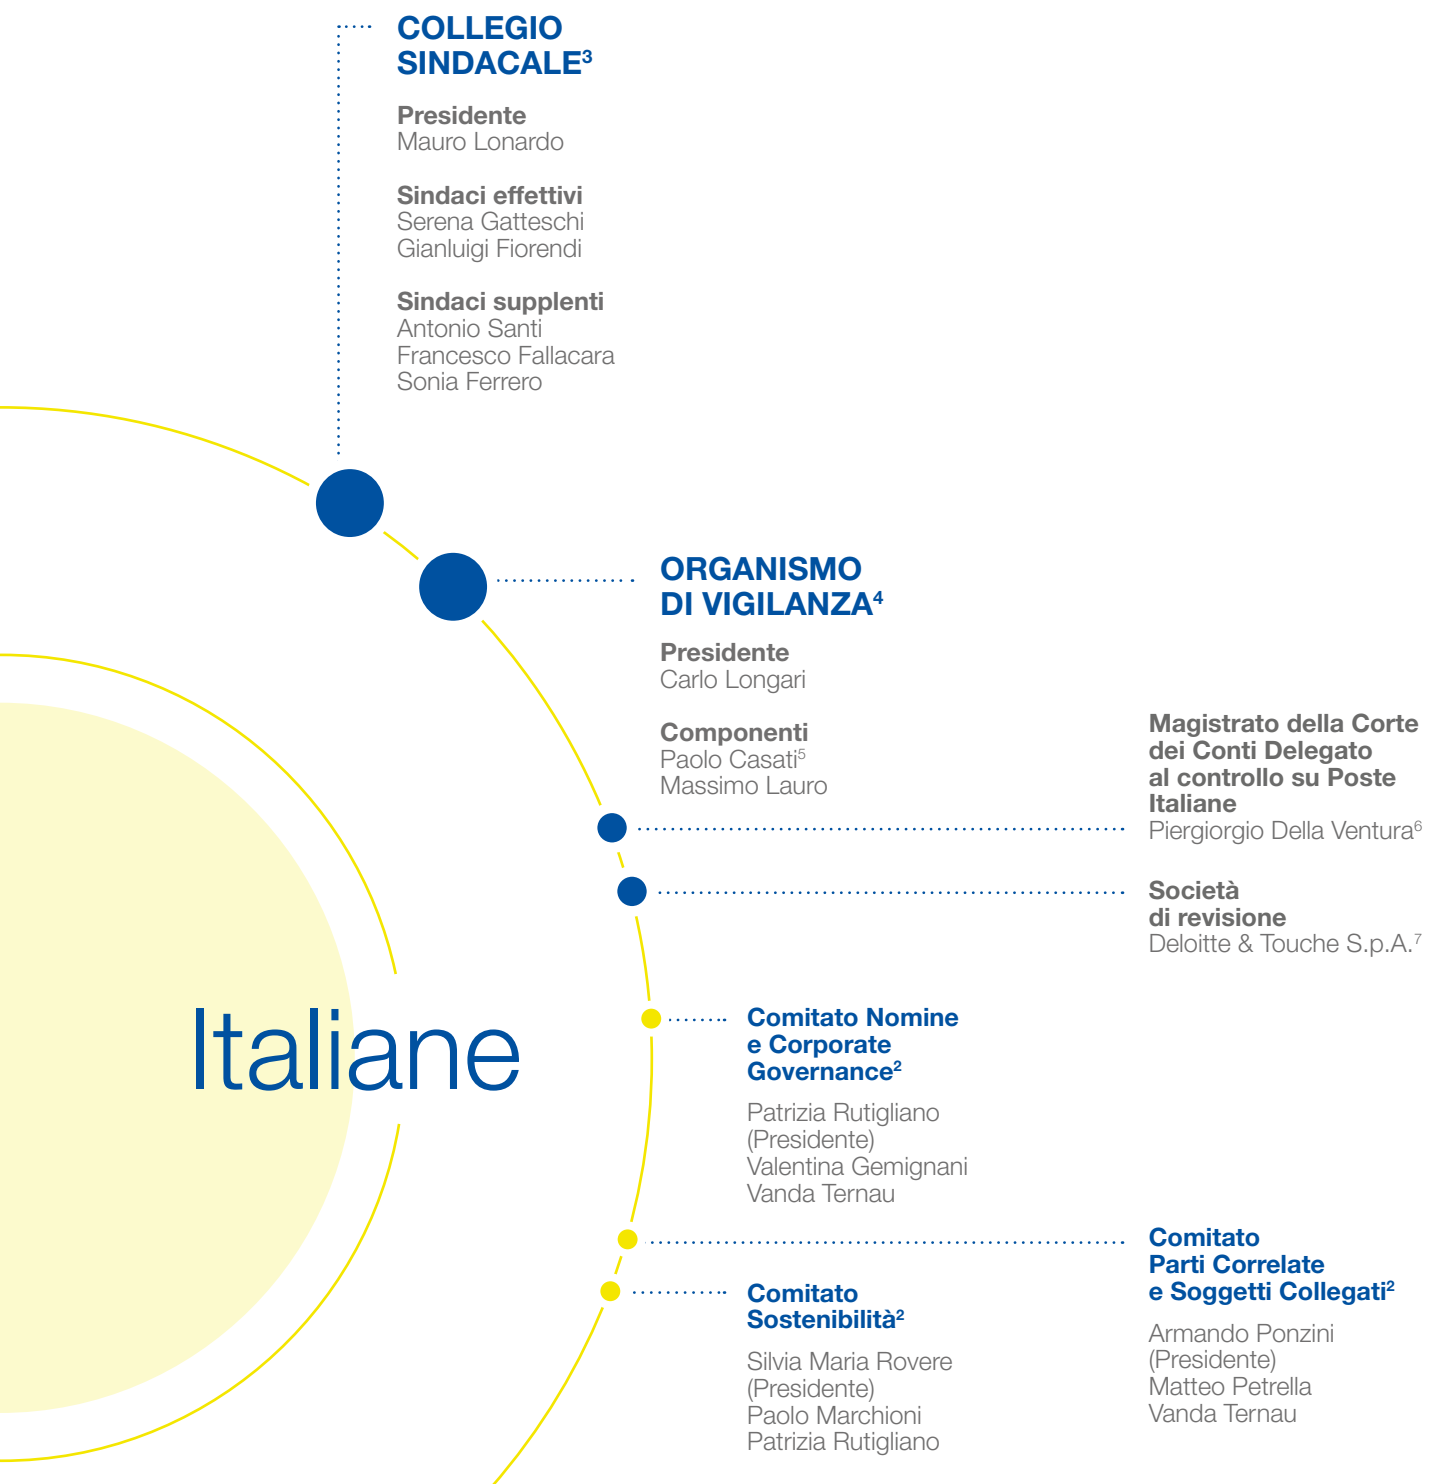 COLLEGIO
SINDACALE³
Presidente
Mauro Lonardo
Sindaci effettivi
Serena Gatteschi
Gianluigi Fiorendi
Sindaci supplenti
Antonio Santi
Francesco Fallacara
Sonia Ferrero
ORGANISMO
DI VIGILANZA⁴
Presidente
Carlo Longari
Componenti
Paolo Casati⁵
Massimo Lauro
Magistrato della Corte
dei Conti Delegato
al controllo su Poste
Italiane
Piergiorgio Della Ventura⁶
Società
di revisione
Deloitte & Touche S.p.A.⁷
Italiane
Comitato Nomine
e Corporate
Governance²
Patrizia Rutigliano
(Presidente)
Valentina Gemignani
Vanda Ternau
Comitato
Parti Correlate
e Soggetti Collegati²
Armando Ponzini
(Presidente)
Matteo Petrella
Vanda Ternau
Comitato
Sostenibilità²
Silvia Maria Rovere
(Presidente)
Paolo Marchioni
Patrizia Rutigliano